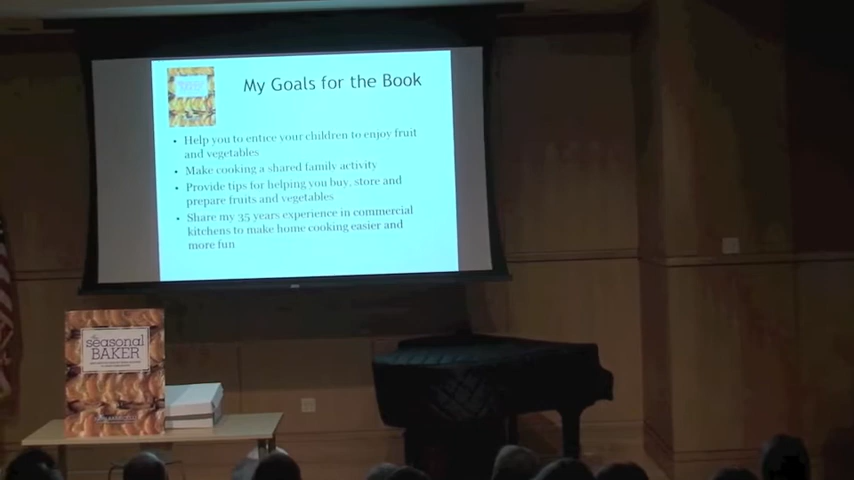 My Goals for the Book
• Help you to entice your children to enjoy fruit
and vegetables
• Make cooking a shared family activity
• Provide tips for helping you buy, store and
prepare fruits and vegetables
• Share my 35 years experience in commercial
kitchens to make home cooking easier and
more fun
the
seasonal
BAKER